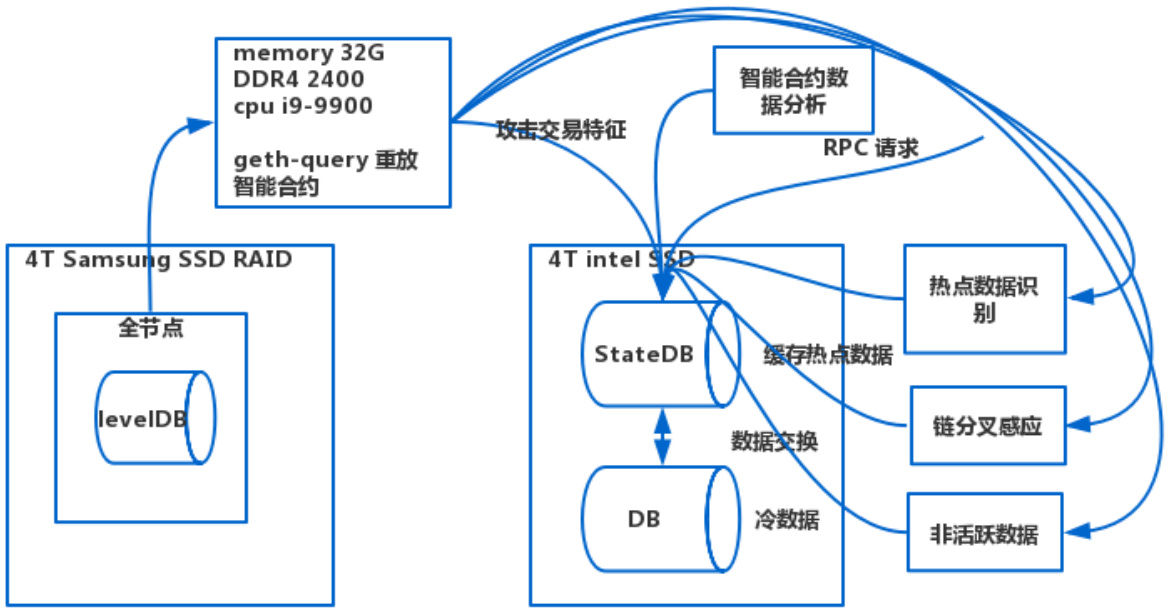 memory 32G
DDR4 2400
cpu i9-9900
geth-query 重放
智能合约
智能合约数
据分析
攻击交易特征
RPC 请求
4T Samsung SSD RAID
全节点
levelDB
4T intel SSD
StateDB
缓存热点数据
数据交换
DB
冷数据
热点数据识
别
链分叉感应
非活跃数据